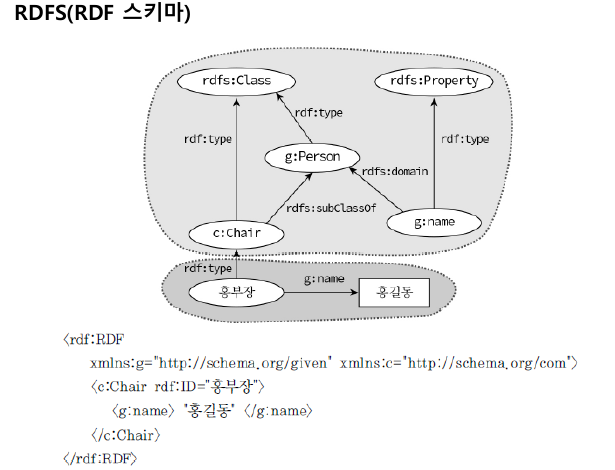 RDFS(RDF 스키마)
rdfs:Class
rdfs:Property
rdf:type
rdf:type
rdf:type
g:Person
rdfs:domain
rdfs:subClassOf
g:name
c:Chair
rdf:type
g:name
홍부장
홍길동
<rdf:RDF
xmlns:g="http://schema.org/given" xmlns:c="http://schema.org/com">
<c:Chair rdf:ID="홍부장">
<g:name> "홍길동" </g:name>
</c:Chair>
</rdf:RDF>